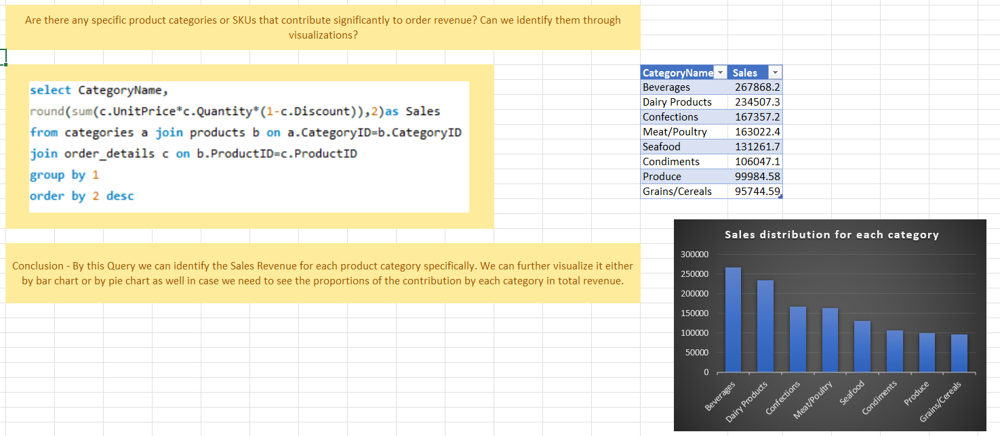 Are there any specific product categories or SKUs that contribute significantly to order revenue? Can we identify them through
visualizations?
select CategoryName,
round(sum(c.UnitPrice*c.Quantity*(1-c.Discount)),2)as Sales
from categories a join products b on a.CategoryID=b.CategoryID
join order_details c on b.ProductID=c.ProductID
group by 1
order by 2 desc
Conclusion - By this Query we can identify the Sales Revenue for each product category specifically. We can further visualize it either
by bar chart or by pie chart as well in case we need to see the proportions of the contribution by each category in total revenue.
CategoryName Sales
Beverages 267868.2
Dairy Products 234507.3
Confections 167357.2
Meat/Poultry 163022.4
Seafood 131261.7
Condiments 106047.1
Produce 99984.58
Grains/Cereals 95744.59
Sales distribution for each category
300000
250000
200000
150000
100000
50000
0
Beverages
Dairy Products
Confections
Meat/Poultry
Seafood
Condiments
Produce
Grains/Cereals